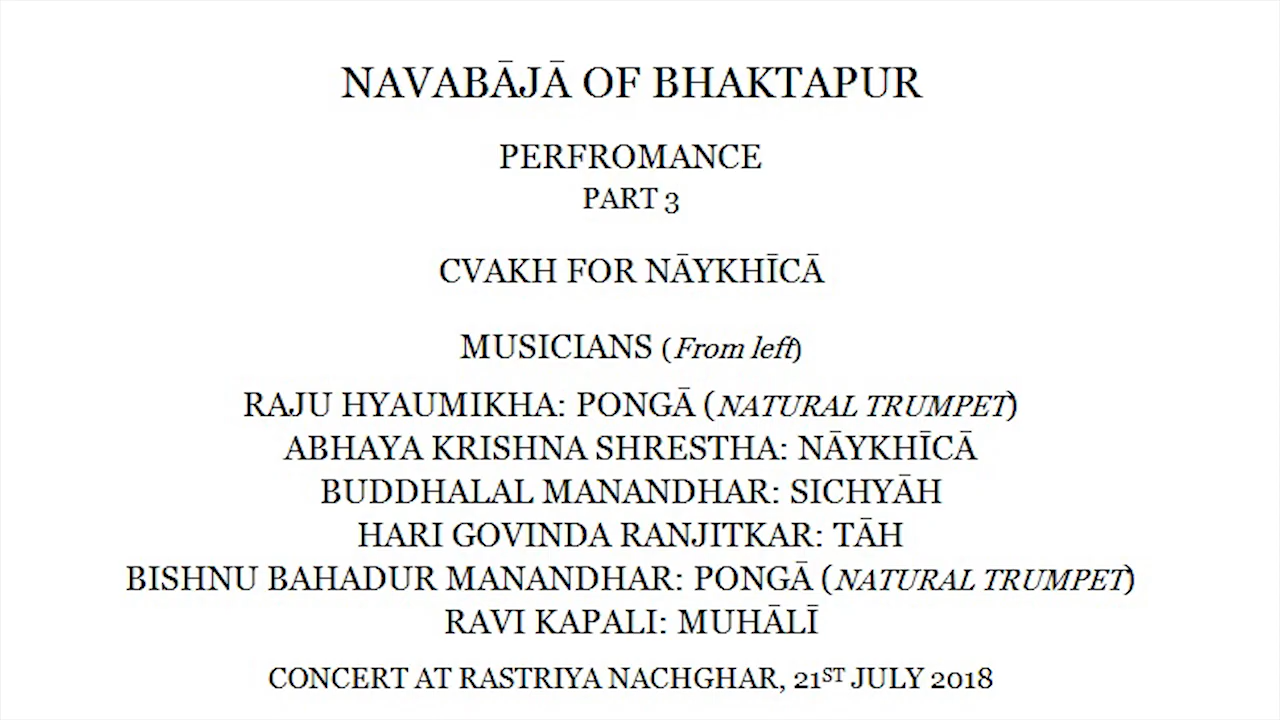 NAVABĀJĀ OF BHAKTAPUR
PERFROMANCE
PART 3
CVAKH FOR NĀYKHĪCĀ
MUSICIANS (From left)
RAJU HYAUMIKHA: PONGĀ (NATURAL TRUMPET)
ABHAYA KRISHNA SHRESTHA: NĀYKHĪCĀ
BUDDHALAL MANANDHAR: SICHYĀH
HARI GOVINDA RANJITKAR: TĀH
BISHNU BAHADUR MANANDHAR: PONGĀ (NATURAL TRUMPET)
RAVI KAPALI: MUHĀLĪ
CONCERT AT RASTRIYA NACHGHAR, 21ST JULY 2018